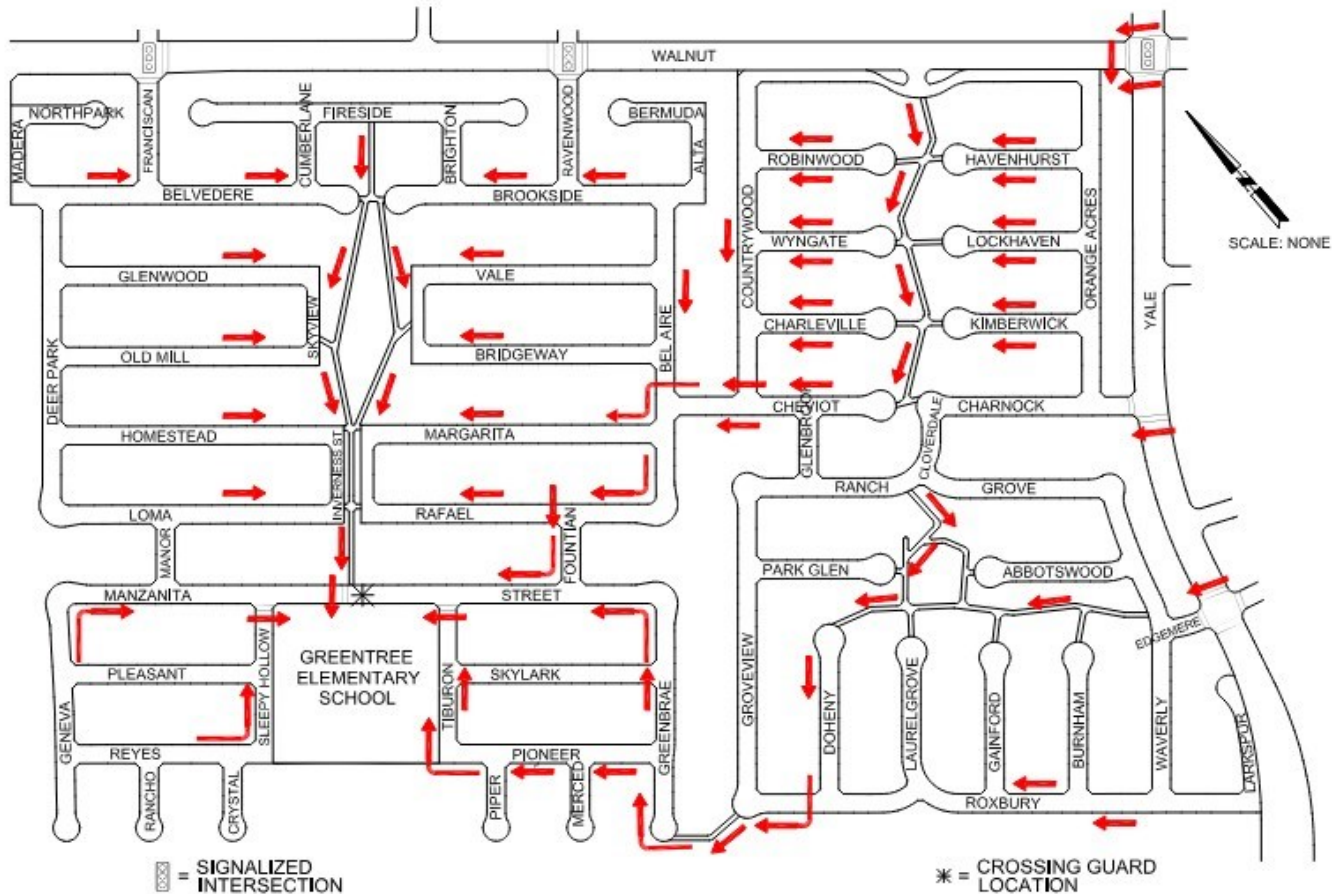 WALNUT
NORTHPARK
FIRESIDE
BERMUDA
MADERA
FRANCISCAN
CUMBERLANE
BRIGHTON
RAVENWOOD
ALTA
ROBINWOOD
HAVENHURST
BELVEDERE
BROOKSIDE
COUNTRYWOOD
ORANGE ACRES
SCALE: NONE
WYNGATE
LOCKHAVEN
GLENWOOD
VALE
SKYVIEW
YALE
CHARLEVILLE
KIMBERWICK
OLD MILL
BRIDGEWAY
BEL AIRE
DEER PARK
CHEVIOT
CHARNOCK
GLENBROOK
CLOVERDALE
HOMESTEAD
MARGARITA
INVERNESS ST.
RANCH
GROVE
LOMA
RAFAEL
MANOR
FOUNTIAN
PARK GLEN
ABBOTSWOOD
MANZANITA
STREET
EDGEMERE
GREENTREE
ELEMENTARY
SCHOOL
PLEASANT
SLEEPY HOLLOW
TIBURON
SKYLARK
GREENBRAE
GENEVA
GROVEVIEW
DOHENY
LAURELGROVE
GAINFORD
BURNHAM
WAVERLY
LARKSPUR
REYES
PIONEER
RANCHO
CRYSTAL
PIPER
MERCED
ROXBURY
= SIGNALIZED
INTERSECTION
= CROSSING GUARD
LOCATION